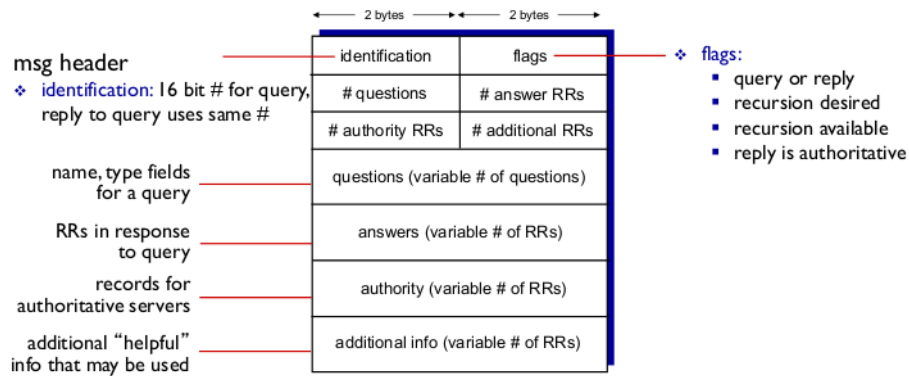 2 bytes 2 bytes
msg header
❖ identification: 16 bit # for query,
reply to query uses same #
identification flags
# questions # answer RRs
# authority RRs # additional RRs
❖ flags:
▪ query or reply
▪ recursion desired
▪ recursion available
▪ reply is authoritative
name, type fields
for a query
questions (variable # of questions)
RRs in response
to query
answers (variable # of RRs)
records for
authoritative servers
authority (variable # of RRs)
additional “helpful”
info that may be used
additional info (variable # of RRs)